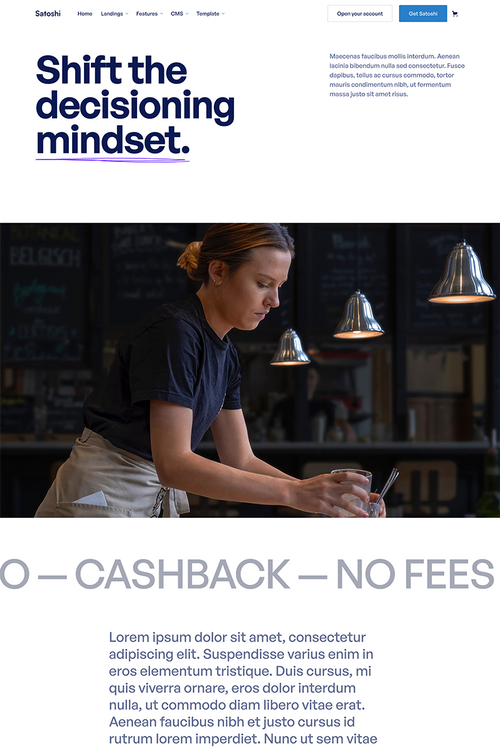 Satoshi Home Landings Features CMS Template Open your account Get Satoshi
Shift the
decisioning
mindset.
Maecenas faucibus mollis interdum. Aenean
lacinia bibendum nulla sed consectetur. Fusce
dapibus, tellus ac cursus commodo, tortor
mauris condimentum nibh, ut fermentum
massa justo sit amet risus.
BELGISCH
O — CASHBACK — NO FEES
Lorem ipsum dolor sit amet, consectetur
adipiscing elit. Suspendisse varius enim in
eros elementum tristique. Duis cursus, mi
quis viverra ornare, eros dolor interdum
nulla, ut commodo diam libero vitae erat.
Aenean faucibus nibh et justo cursus id
rutrum lorem imperdiet. Nunc ut sem vitae